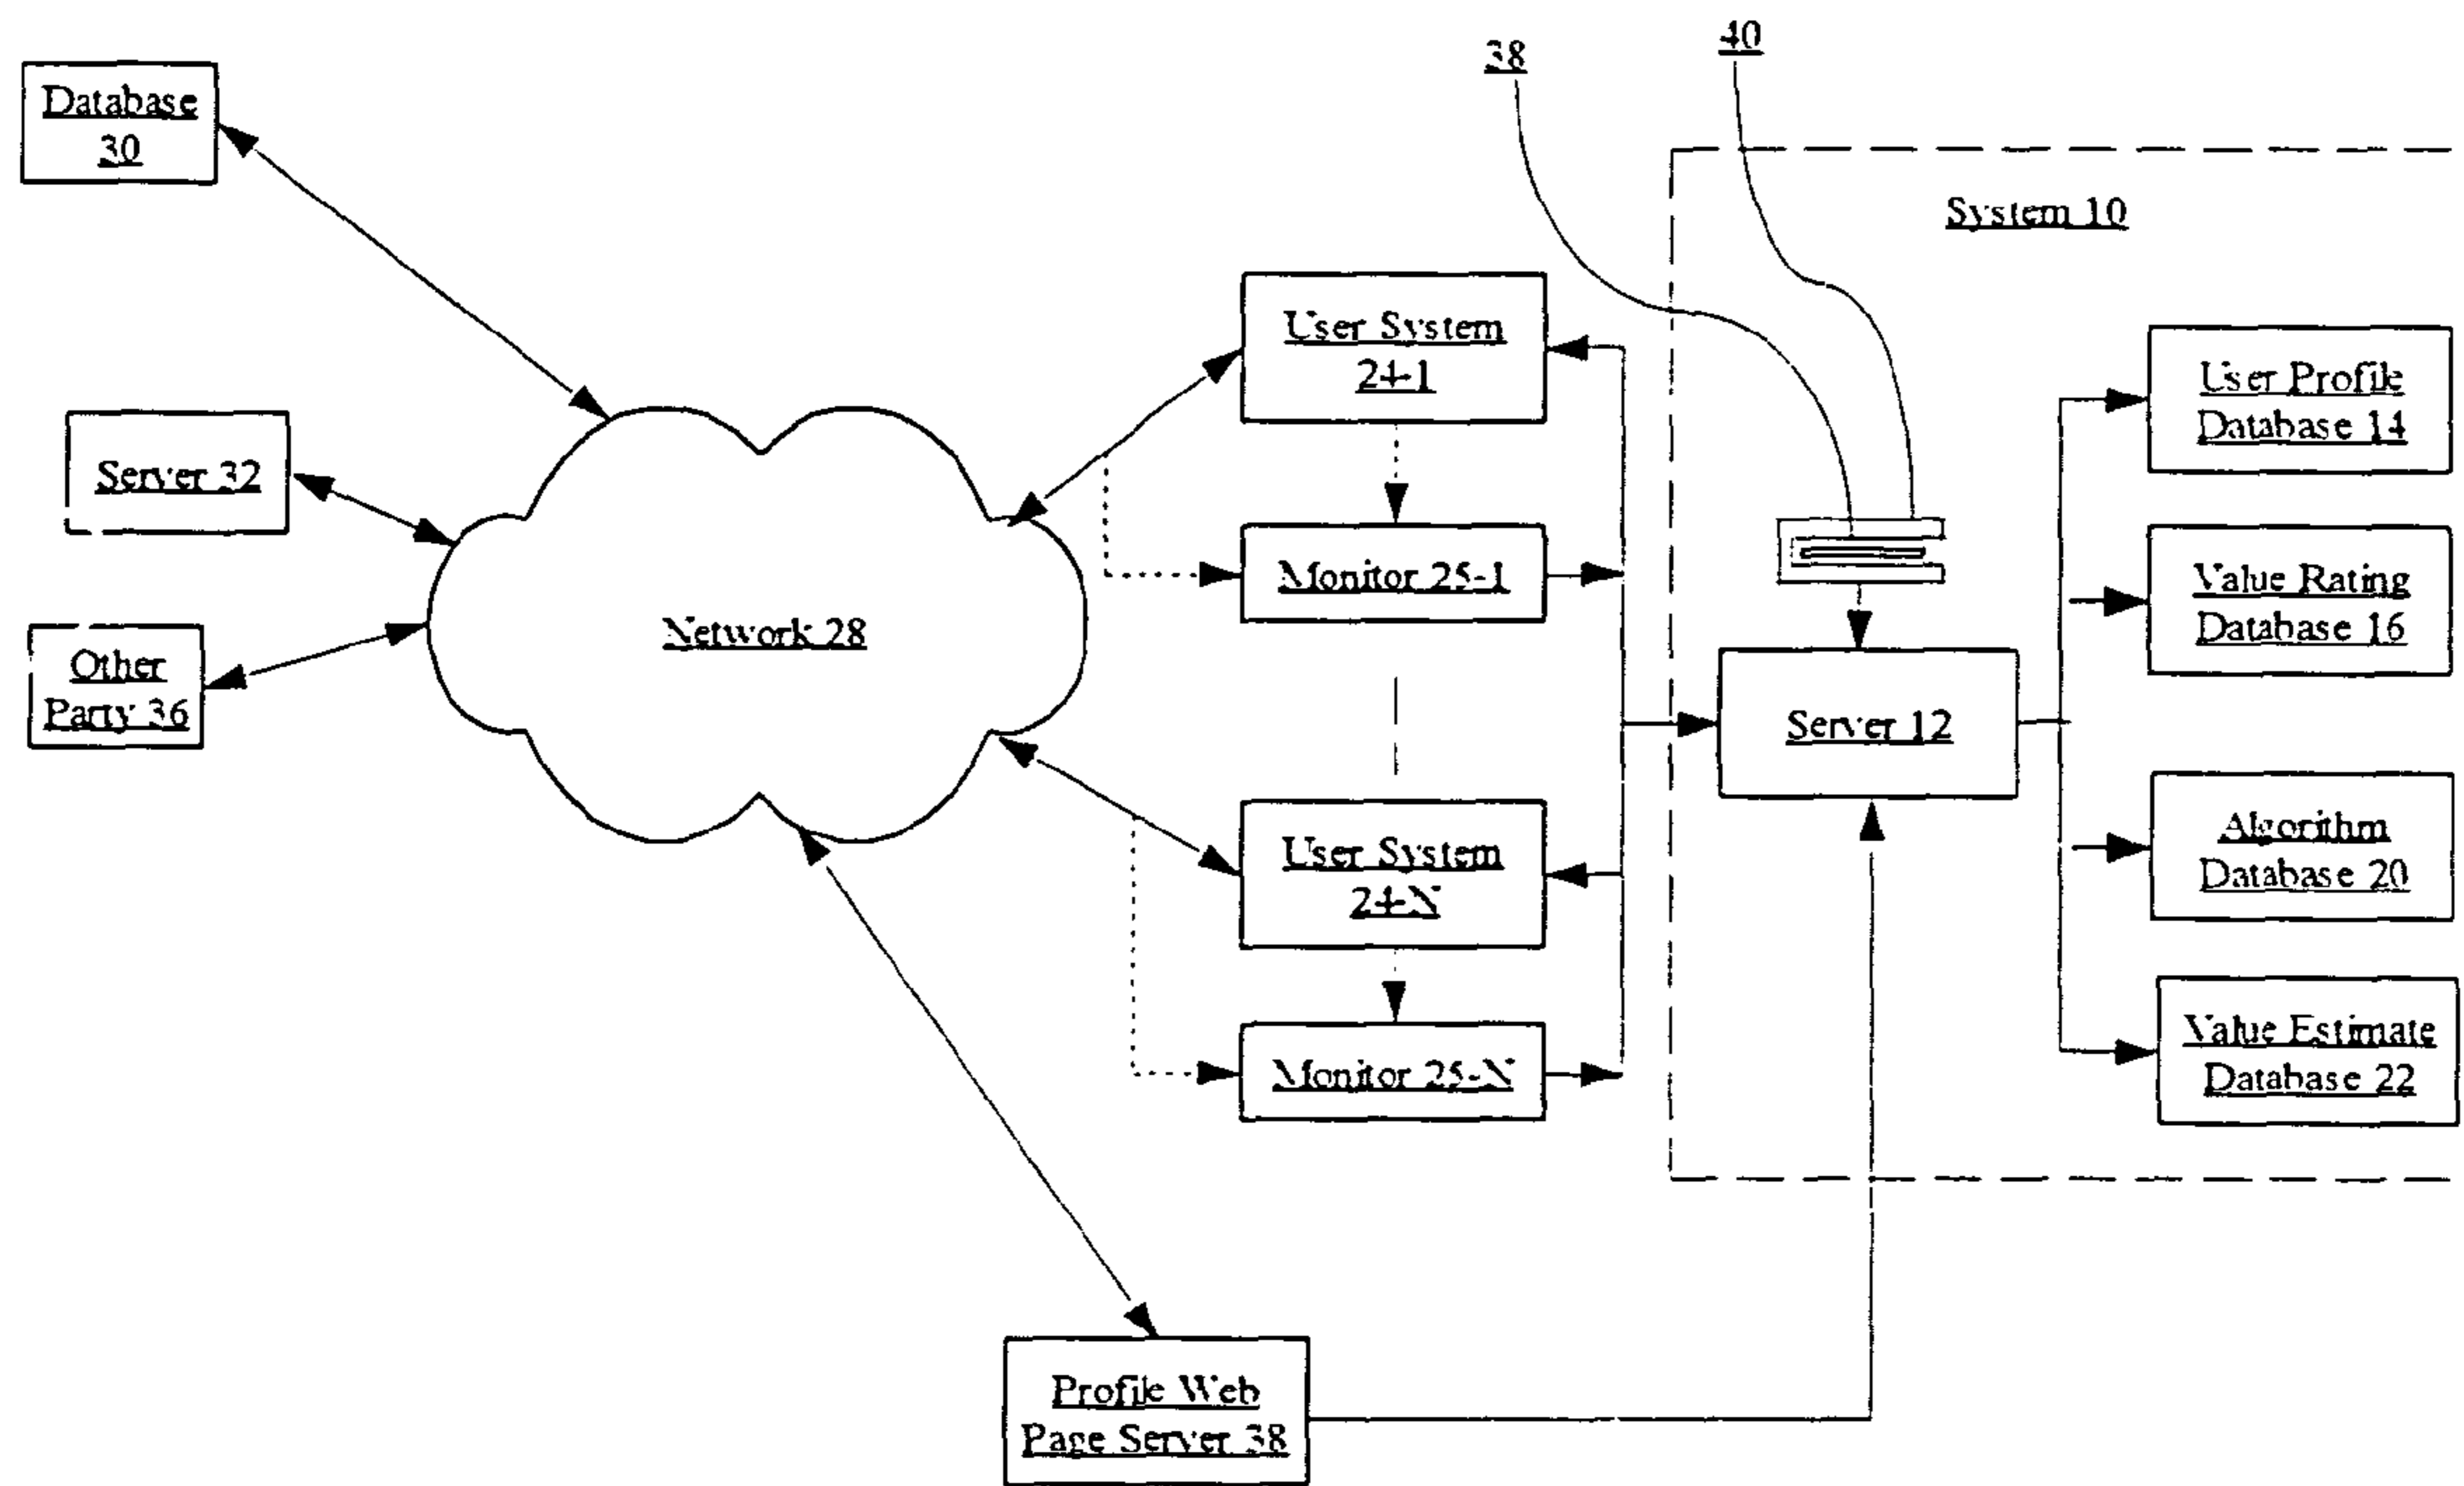 38
40
Database
30
System 10
User System
24-1
User Profile
Database 14
Server 32
Monitor 25-1
Value Rating
Database 16
Network 28
Other
Party 36
Server 12
User System
24-N
Algorithm
Database 20
Monitor 25-N
Value Estimate
Database 22
Profile Web
Page Server 38